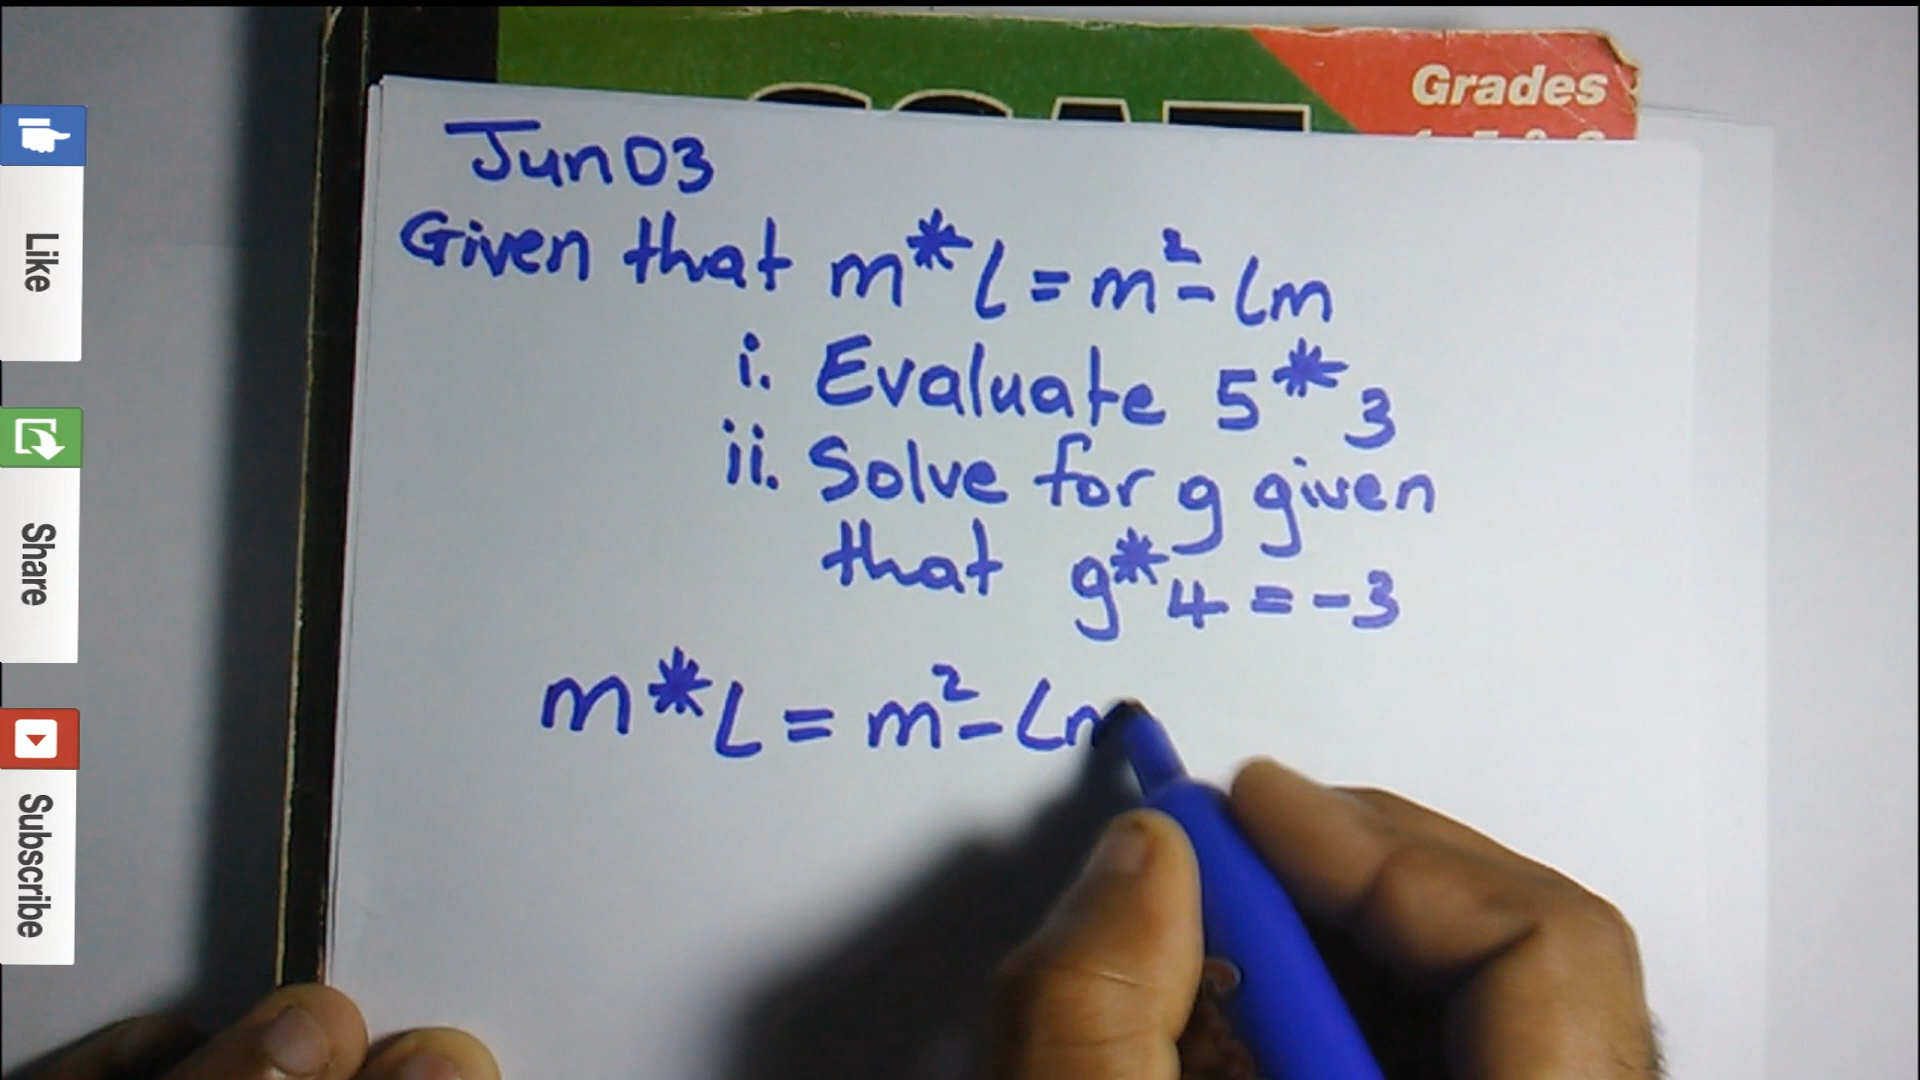 Grades
Jun 03
Given that m*l = m² - lm
i. Evaluate 5*3
ii. Solve for g given
that g*4 = -3
m*l = m² - lm
Like
Share
Subscribe